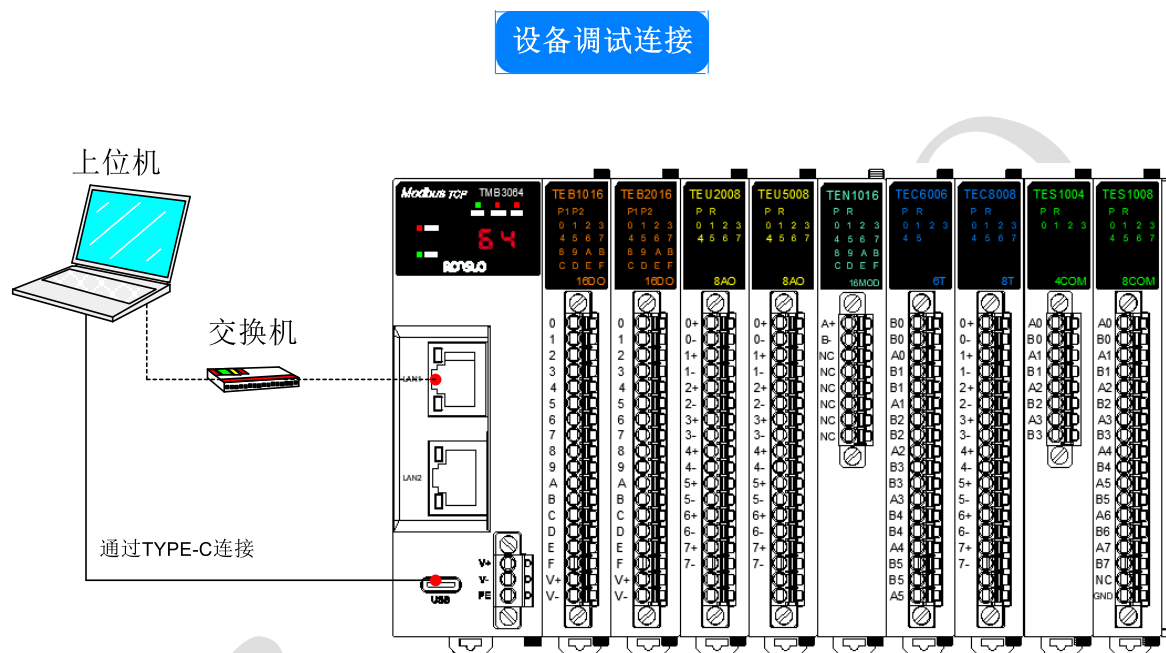 设备调试连接
上位机
交换机
通过TYPE-C连接
Modbus TCP TMB3064
64
LAN1
LAN2
V+
V-
PE
USB
TEB1016
P1 P2
0 1 2 3
4 5 6 7
8 9 A B
C D E F
16DO
0
1
2
3
4
5
6
7
8
9
A
B
C
D
E
F
V+
V-
TEB2016
P1 P2
0 1 2 3
4 5 6 7
8 9 A B
C D E F
16DO
0
1
2
3
4
5
6
7
8
9
A
B
C
D
E
F
V+
V-
TEU2008
P R
0 1 2 3
4 5 6 7
8AO
0+
0-
1+
1-
2+
2-
3+
3-
4+
4-
5+
5-
6+
6-
7+
7-
TEU5008
P R
0 1 2 3
4 5 6 7
8AO
0+
0-
1+
1-
2+
2-
3+
3-
4+
4-
5+
5-
6+
6-
7+
7-
TEN1016
P R
0 1 2 3
4 5 6 7
8 9 A B
C D E F
16MOD
A+
B-
NC
NC
NC
NC
NC
NC
TEC6006
P R
0 1 2 3
4 5
6T
B0
B0
A0
B1
B1
A1
B2
B2
A2
B3
B3
A3
B4
B4
A4
B5
B5
A5
TEC8008
P R
0 1 2 3
4 5 6 7
8T
0+
0-
1+
1-
2+
2-
3+
3-
4+
4-
5+
5-
6+
6-
7+
7-
TES1004
P R
0 1 2 3
4COM
A0
B0
A1
B1
A2
B2
A3
B3
TES1008
P R
0 1 2 3
4 5 6 7
8COM
A0
B0
A1
B1
A2
B2
A3
B3
A4
B4
A5
B5
A6
B6
A7
B7
NC
GND